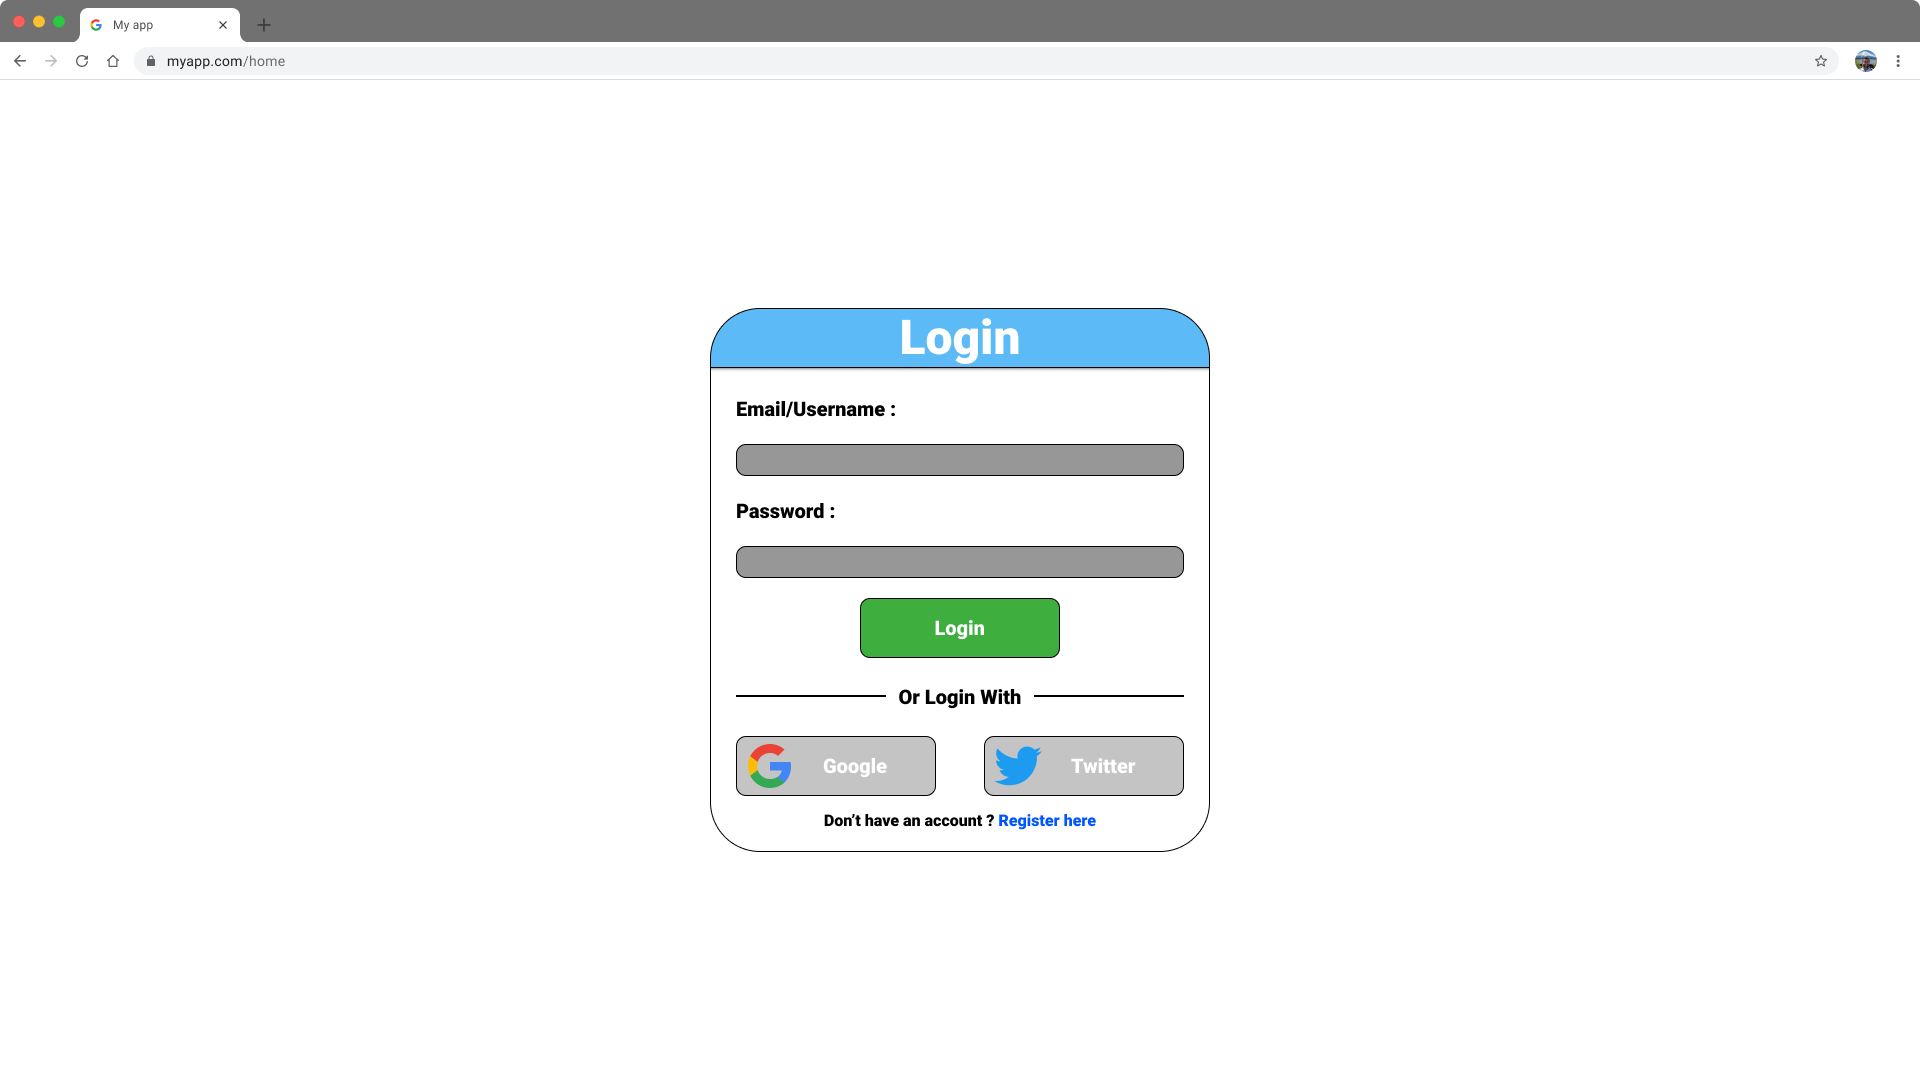 My app
myapp.com/home
Login
Email/Username :
Password :
Login
Or Login With
Google
Twitter
Don’t have an account ? Register here